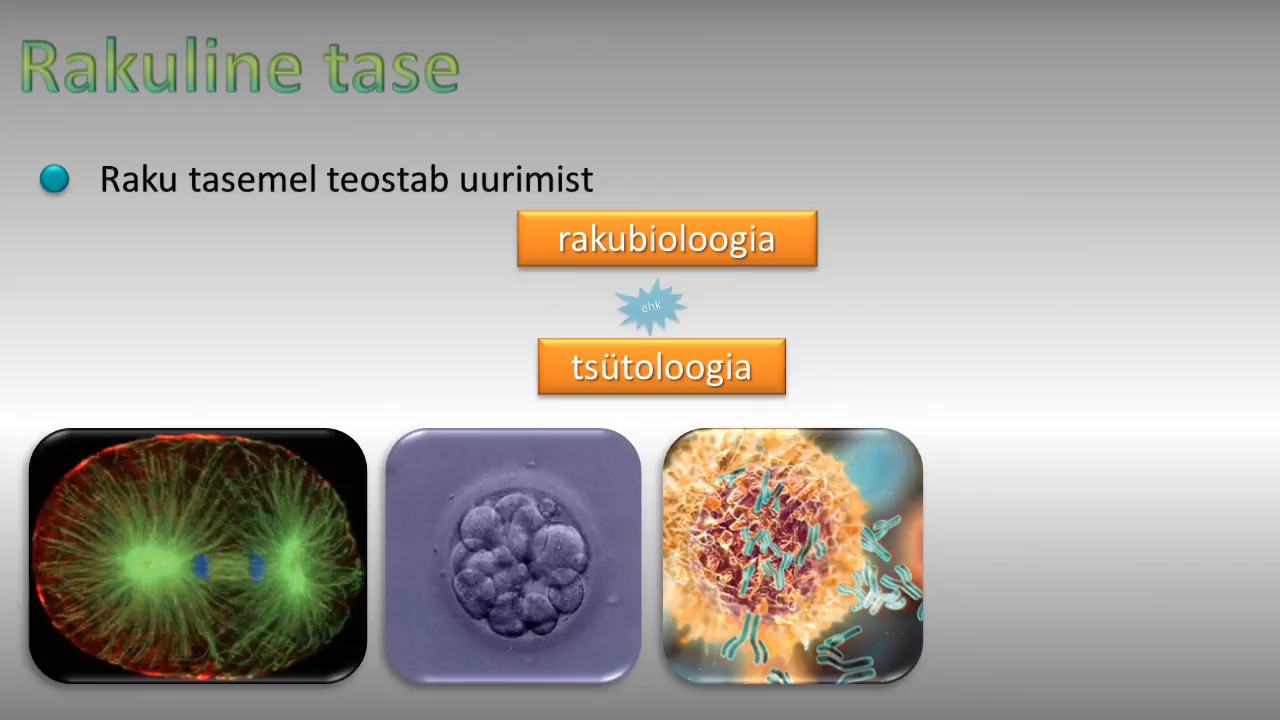 Rakuline tase
Raku tasemel teostab uurimist
rakubioloogia
ehk
tsütoloogia